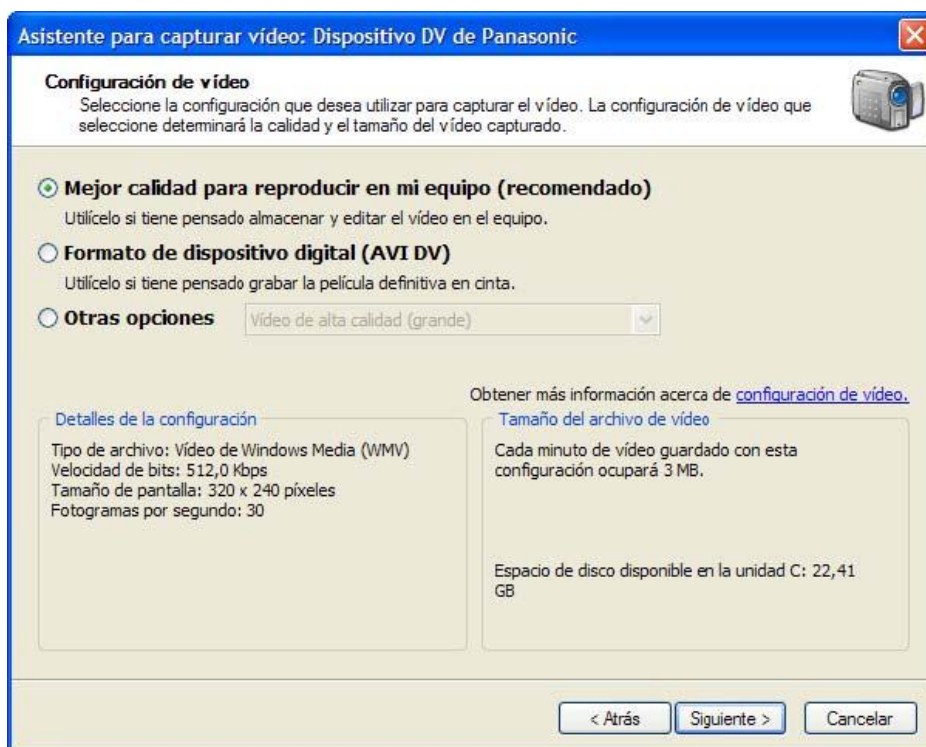 Asistente para capturar vídeo: Dispositivo DV de Panasonic
Configuración de vídeo
Seleccione la configuración que desea utilizar para capturar el vídeo. La configuración de vídeo que
seleccione determinará la calidad y el tamaño del vídeo capturado.
Mejor calidad para reproducir en mi equipo (recomendado)
Utilícelo si tiene pensado almacenar y editar el vídeo en el equipo.
Formato de dispositivo digital (AVI DV)
Utilícelo si tiene pensado grabar la película definitiva en cinta.
Otras opciones
Vídeo de alta calidad (grande)
Obtener más información acerca de configuración de vídeo.
Detalles de la configuración
Tipo de archivo: Vídeo de Windows Media (WMV)
Velocidad de bits: 512,0 Kbps
Tamaño de pantalla: 320 x 240 píxeles
Fotogramas por segundo: 30
Tamaño del archivo de vídeo
Cada minuto de vídeo guardado con esta
configuración ocupará 3 MB.
Espacio de disco disponible en la unidad C: 22,41
GB
< Atrás
Siguiente >
Cancelar